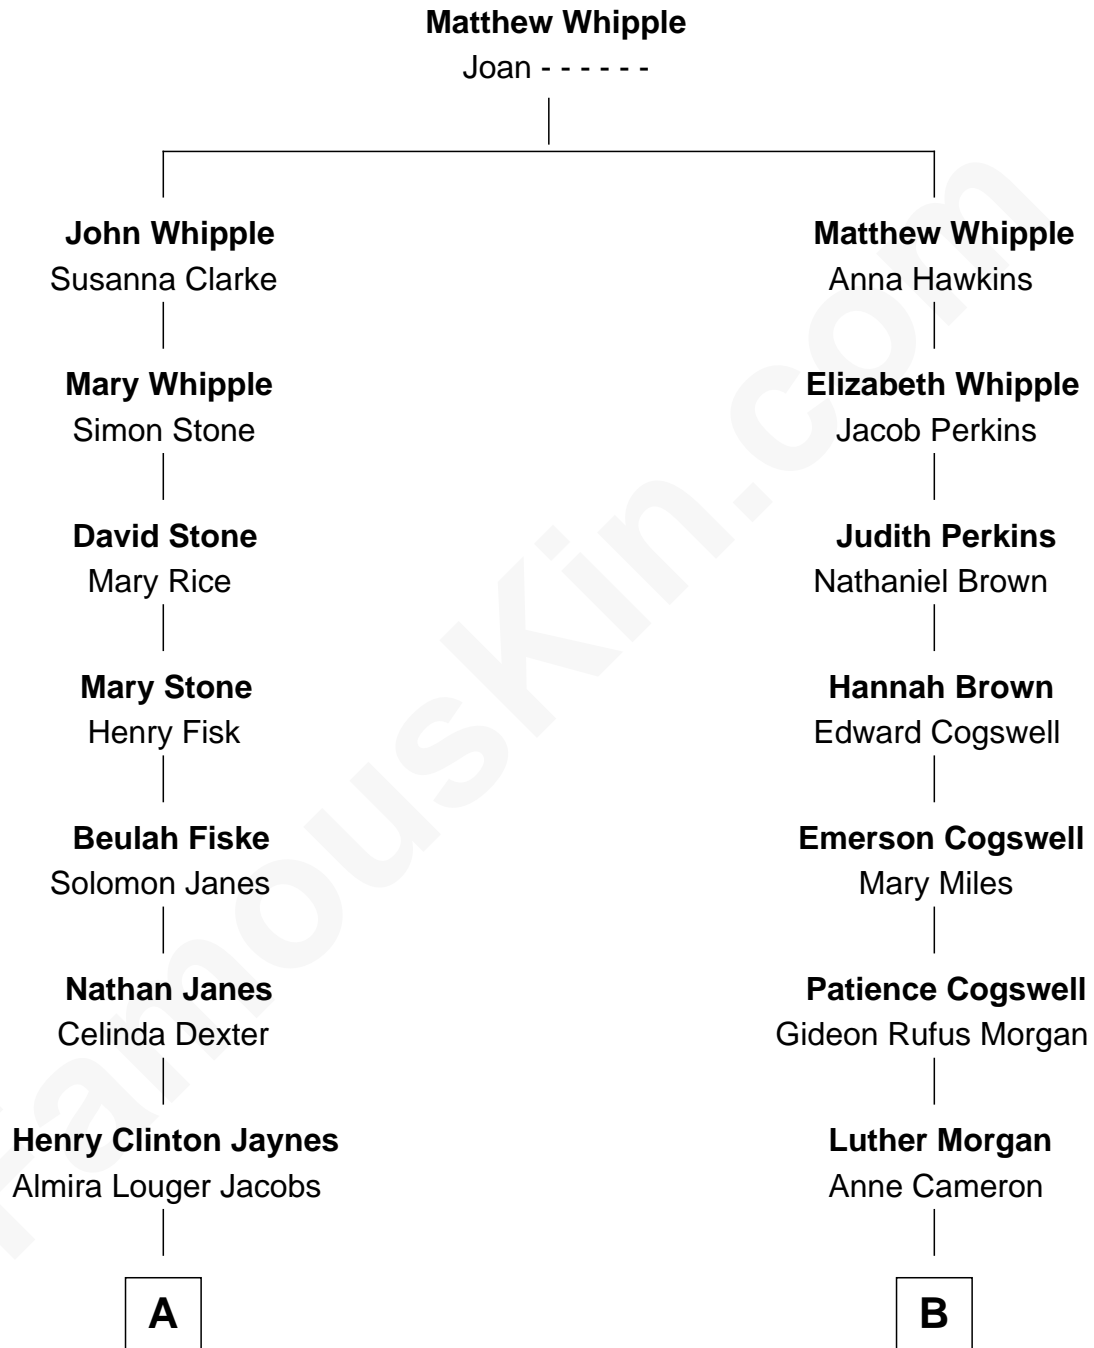 Matthew Whipple
Joan - - - - - -
John Whipple
Susanna Clarke
Matthew Whipple
Anna Hawkins
Mary Whipple
Simon Stone
Elizabeth Whipple
Jacob Perkins
David Stone
Mary Rice
Judith Perkins
Nathaniel Brown
Mary Stone
Henry Fisk
Hannah Brown
Edward Cogswell
Beulah Fiske
Solomon Janes
Emerson Cogswell
Mary Miles
Nathan Janes
Celinda Dexter
Patience Cogswell
Gideon Rufus Morgan
Henry Clinton Jaynes
Almira Louger Jacobs
Luther Morgan
Anne Cameron
A
B
FamousKin.com